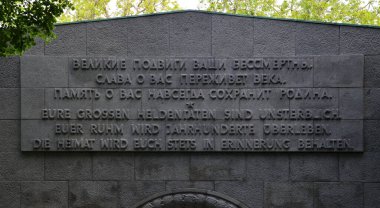 ВЕЛИКИЕ ПОДВИГИ ВАШИ БЕССМЕРТНЫ.
СЛАВА О ВАС ПЕРЕЖИВЕТ ВЕКА.
ПАМЯТЬ О ВАС НАВСЕГДА СОХРАНИТ РОДИНА.
EURE GROSSEN HELDENTATEN SIND UNSTERBLICH.
EUER RUHM WIRD JAHRHUNDERTE ÜBERLEBEN.
DIE HEIMAT WIRD EUCH STETS IN ERINNERUNG BEHALTEN.